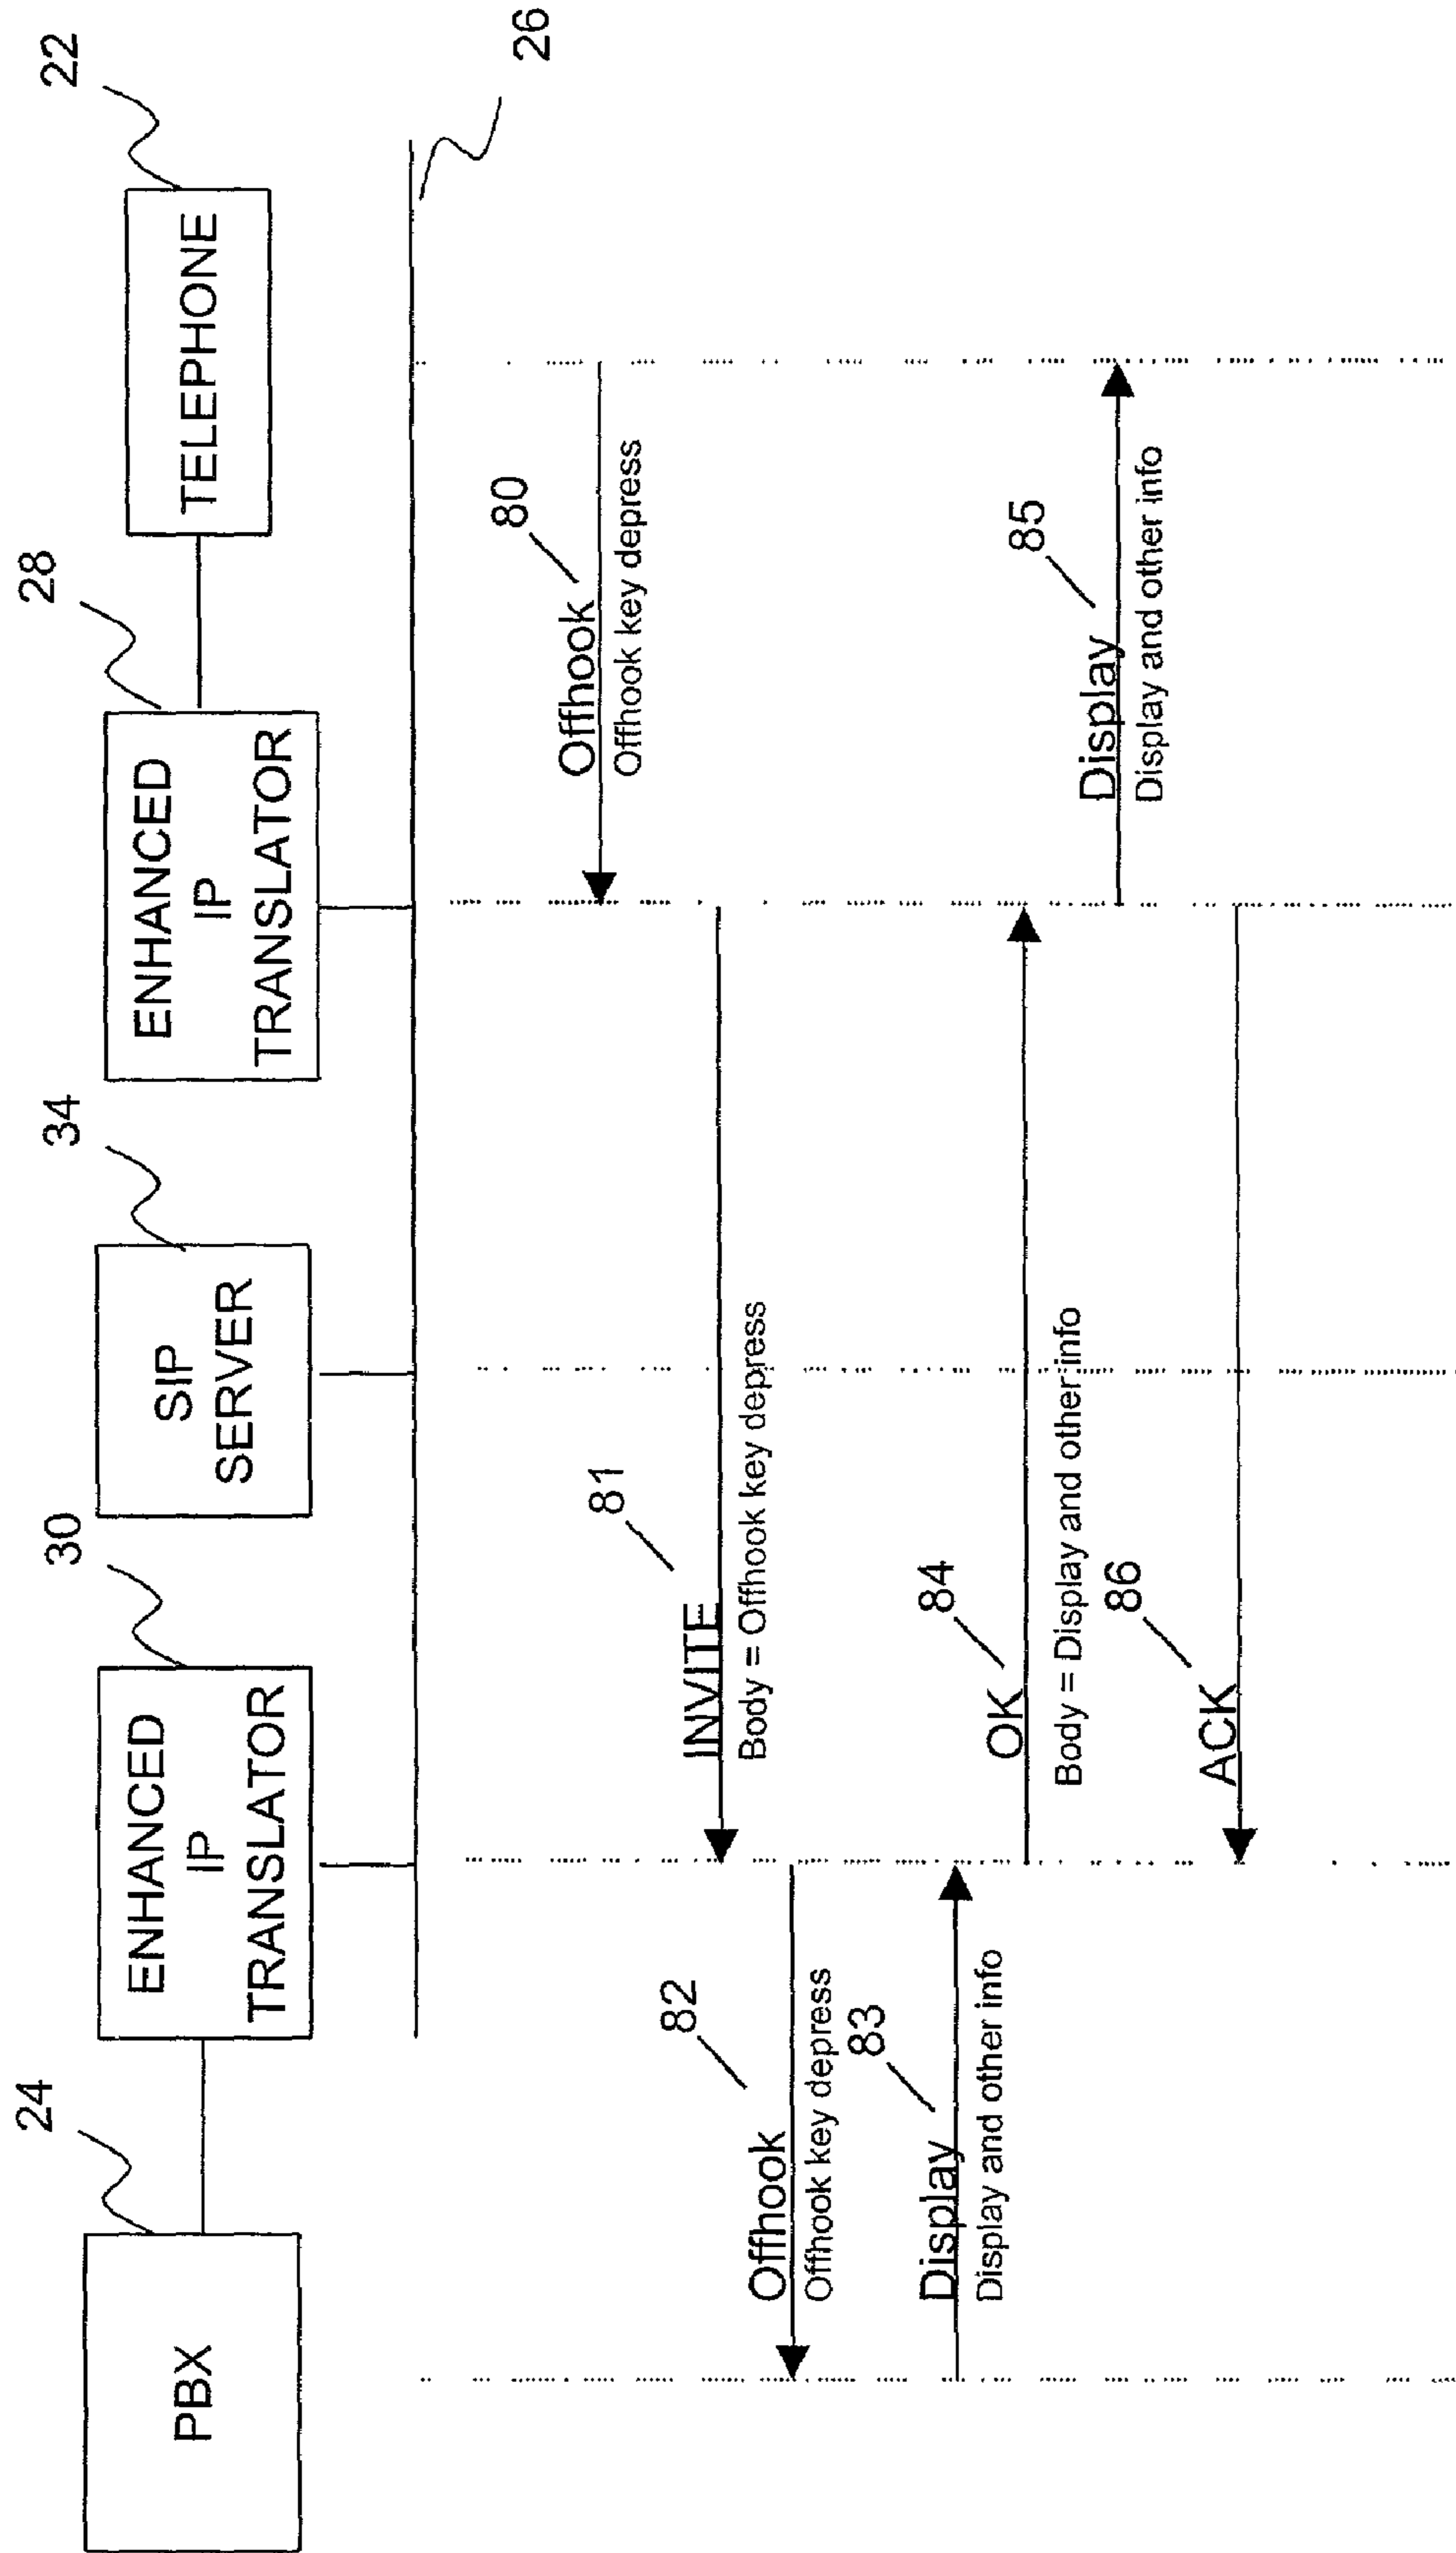 24
30
34
28
22
PBX
ENHANCED
IP
TRANSLATOR
SIP
SERVER
ENHANCED
IP
TRANSLATOR
TELEPHONE
26
80
Offhook
Offhook key depress
81
INVITE
Body = Offhook key depress
82
Offhook
Offhook key depress
83
Display
Display and other info
84
OK
Body = Display and other info
85
Display
Display and other info
86
ACK